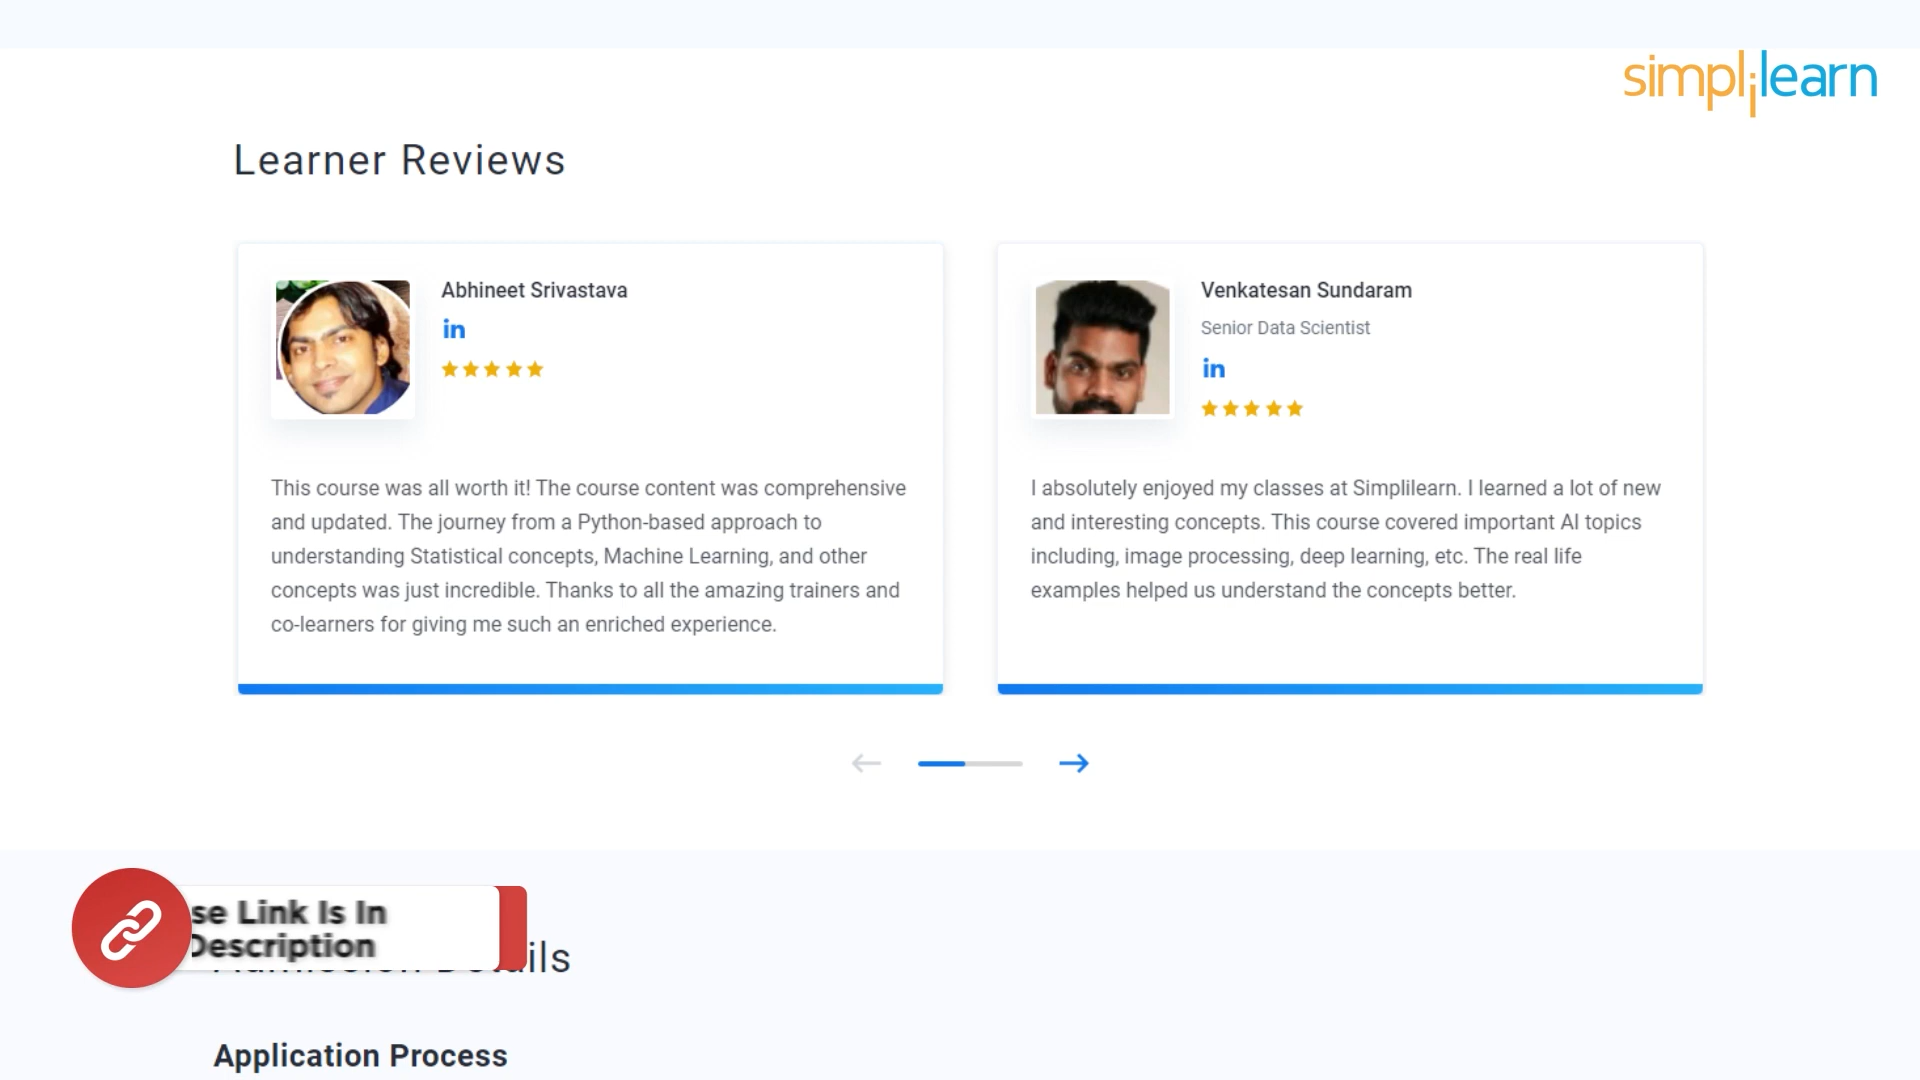 simplilearn
Learner Reviews
Abhineet Srivastava
in
This course was all worth it! The course content was comprehensive
and updated. The journey from a Python-based approach to
understanding Statistical concepts, Machine Learning, and other
concepts was just incredible. Thanks to all the amazing trainers and
co-learners for giving me such an enriched experience.
Venkatesan Sundaram
Senior Data Scientist
in
I absolutely enjoyed my classes at Simplilearn. I learned a lot of new
and interesting concepts. This course covered important AI topics
including, image processing, deep learning, etc. The real life
examples helped us understand the concepts better.
se Link Is In
Description
Admission Details
Application Process